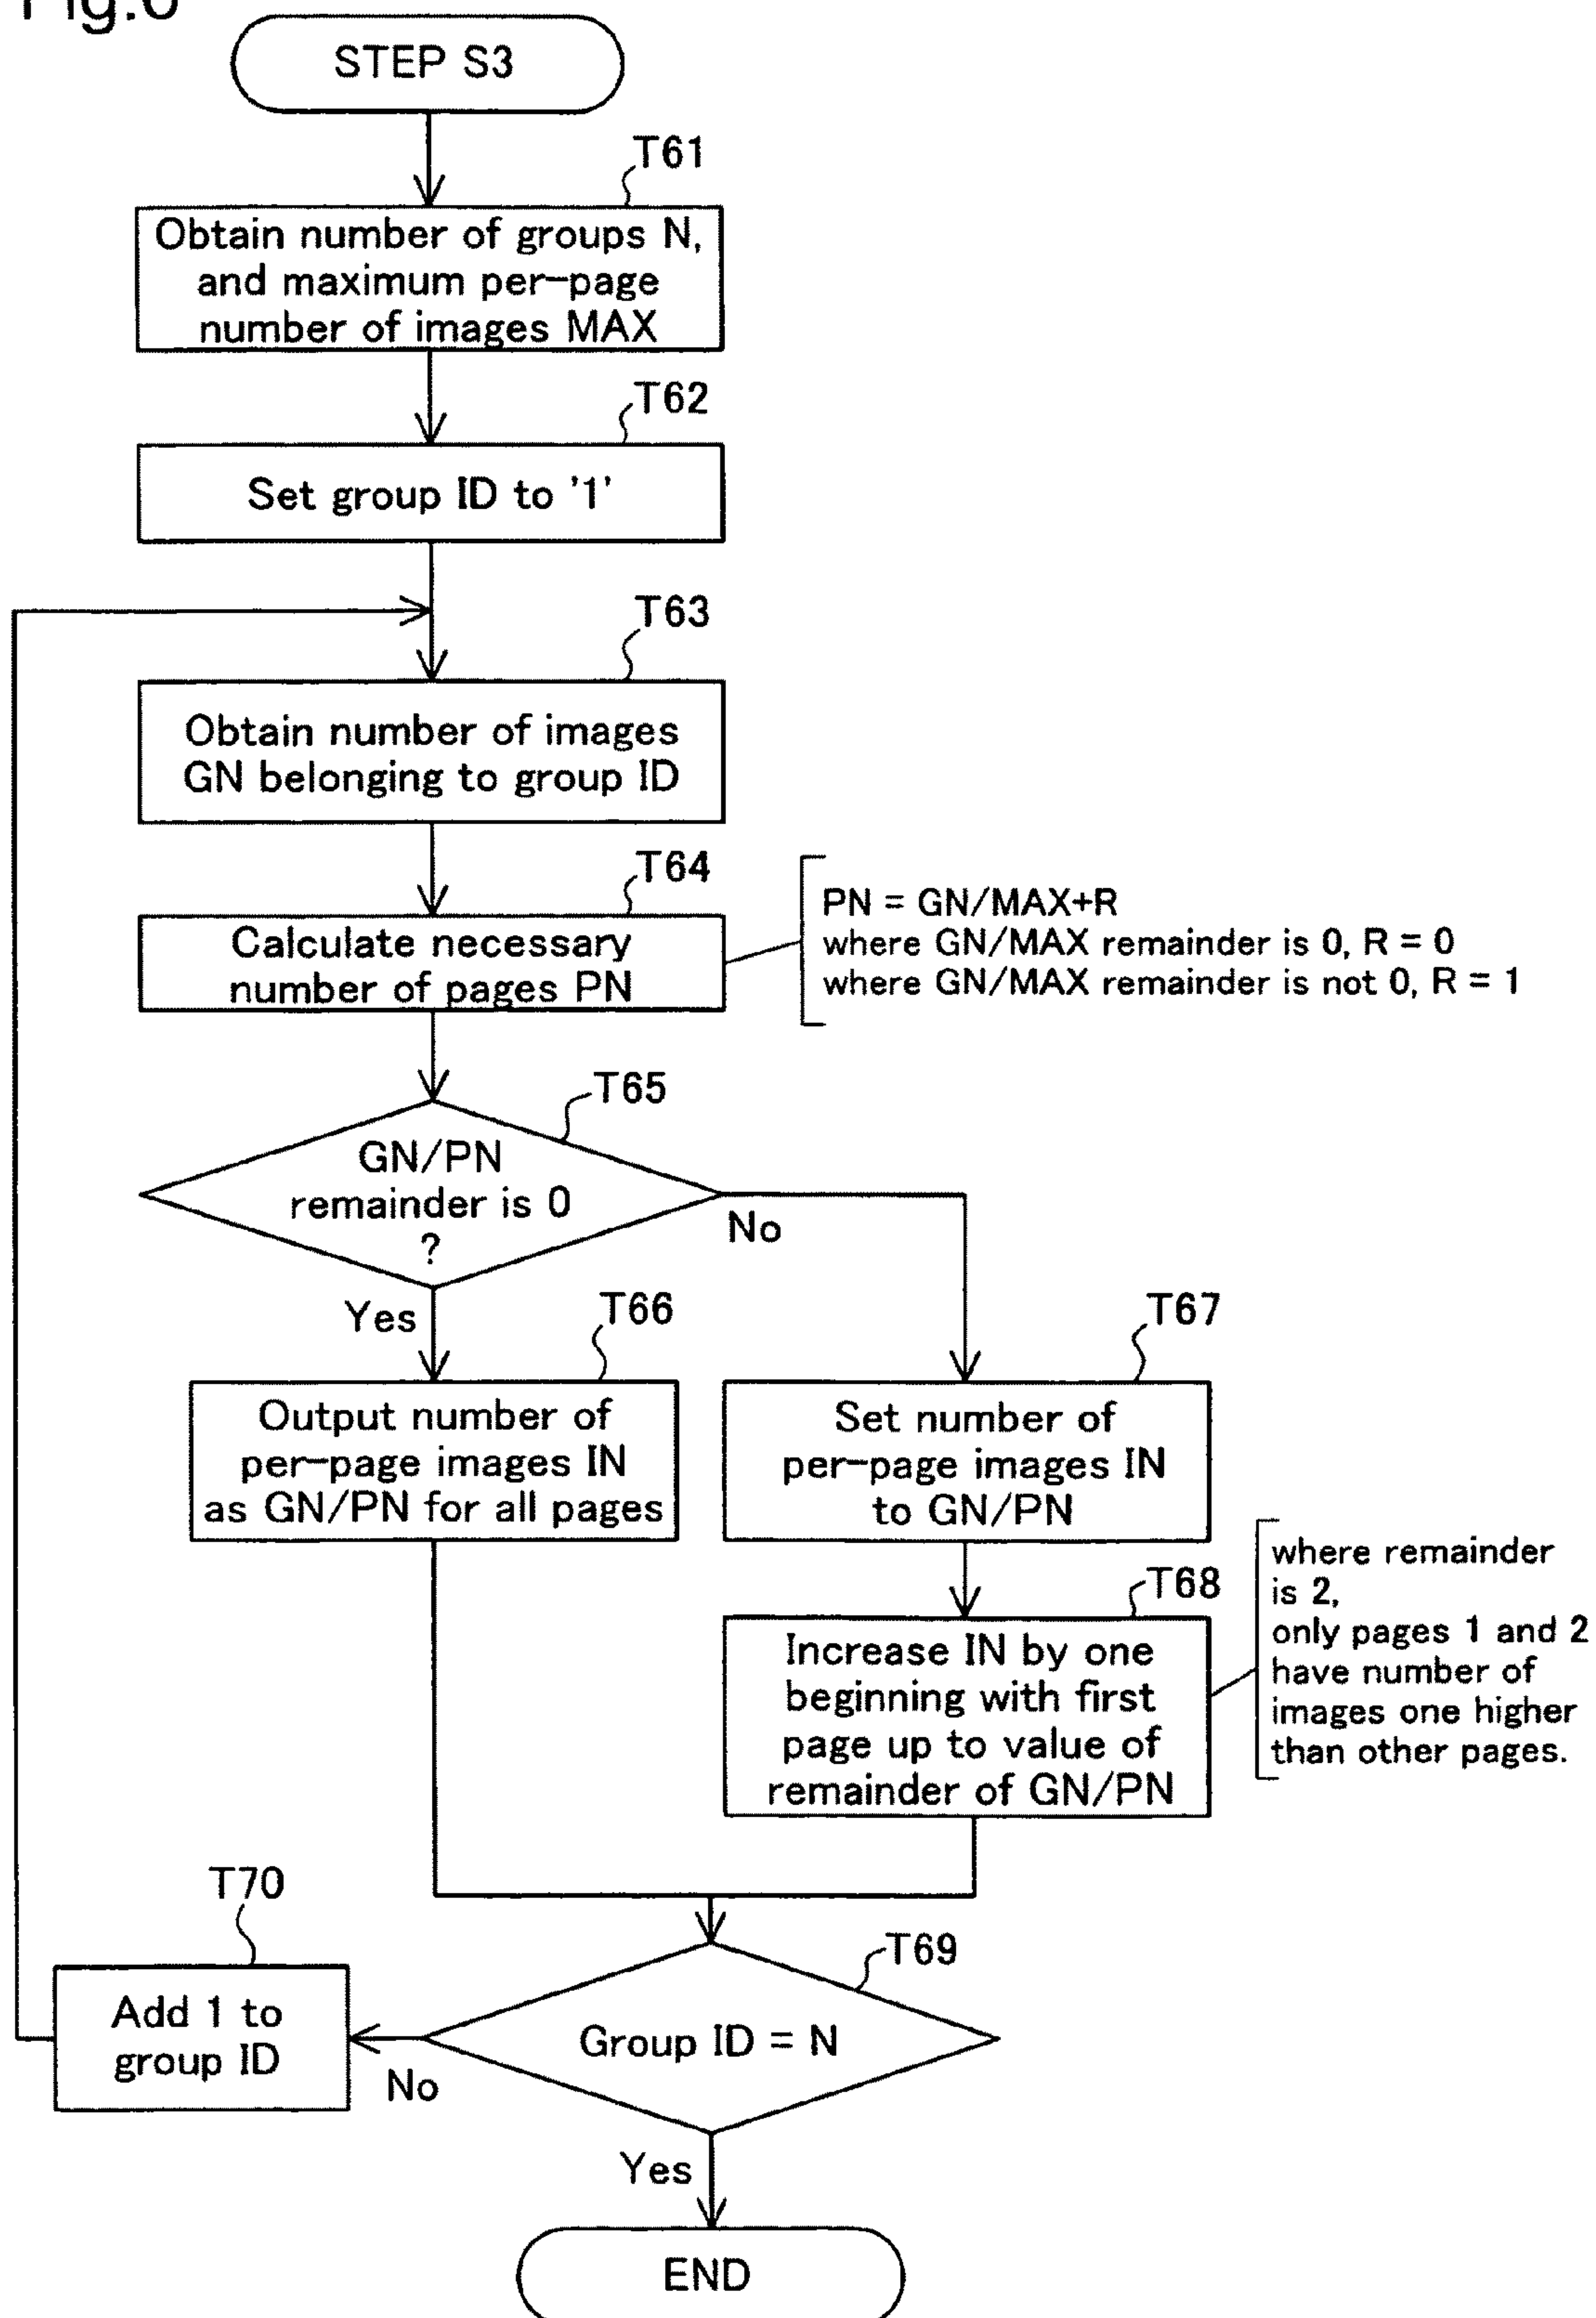 STEP S3
T61
Obtain number of groups N,
and maximum per-page
number of images MAX
T62
Set group ID to '1'
T63
Obtain number of images
GN belonging to group ID
T64
Calculate necessary
number of pages PN
PN = GN/MAX+R
where GN/MAX remainder is 0, R = 0
where GN/MAX remainder is not 0, R = 1
T65
GN/PN
remainder is 0
?
No
Yes
T66
Output number of
per-page images IN
as GN/PN for all pages
T67
Set number of
per-page images IN
to GN/PN
T68
Increase IN by one
beginning with first
page up to value of
remainder of GN/PN
where remainder
is 2,
only pages 1 and 2
have number of
images one higher
than other pages.
T70
Add 1 to
group ID
T69
Group ID = N
No
Yes
END